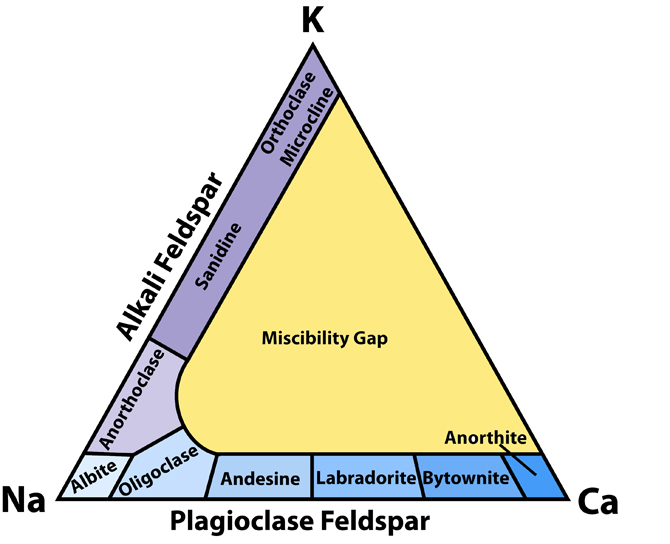 K
Orthoclase
Microcline
Alkali Feldspar
Sanidine
Miscibility Gap
Anorthoclase
Anorthite
Albite
Oligoclase
Andesine
Labradorite
Bytownite
Na
Ca
Plagioclase Feldspar